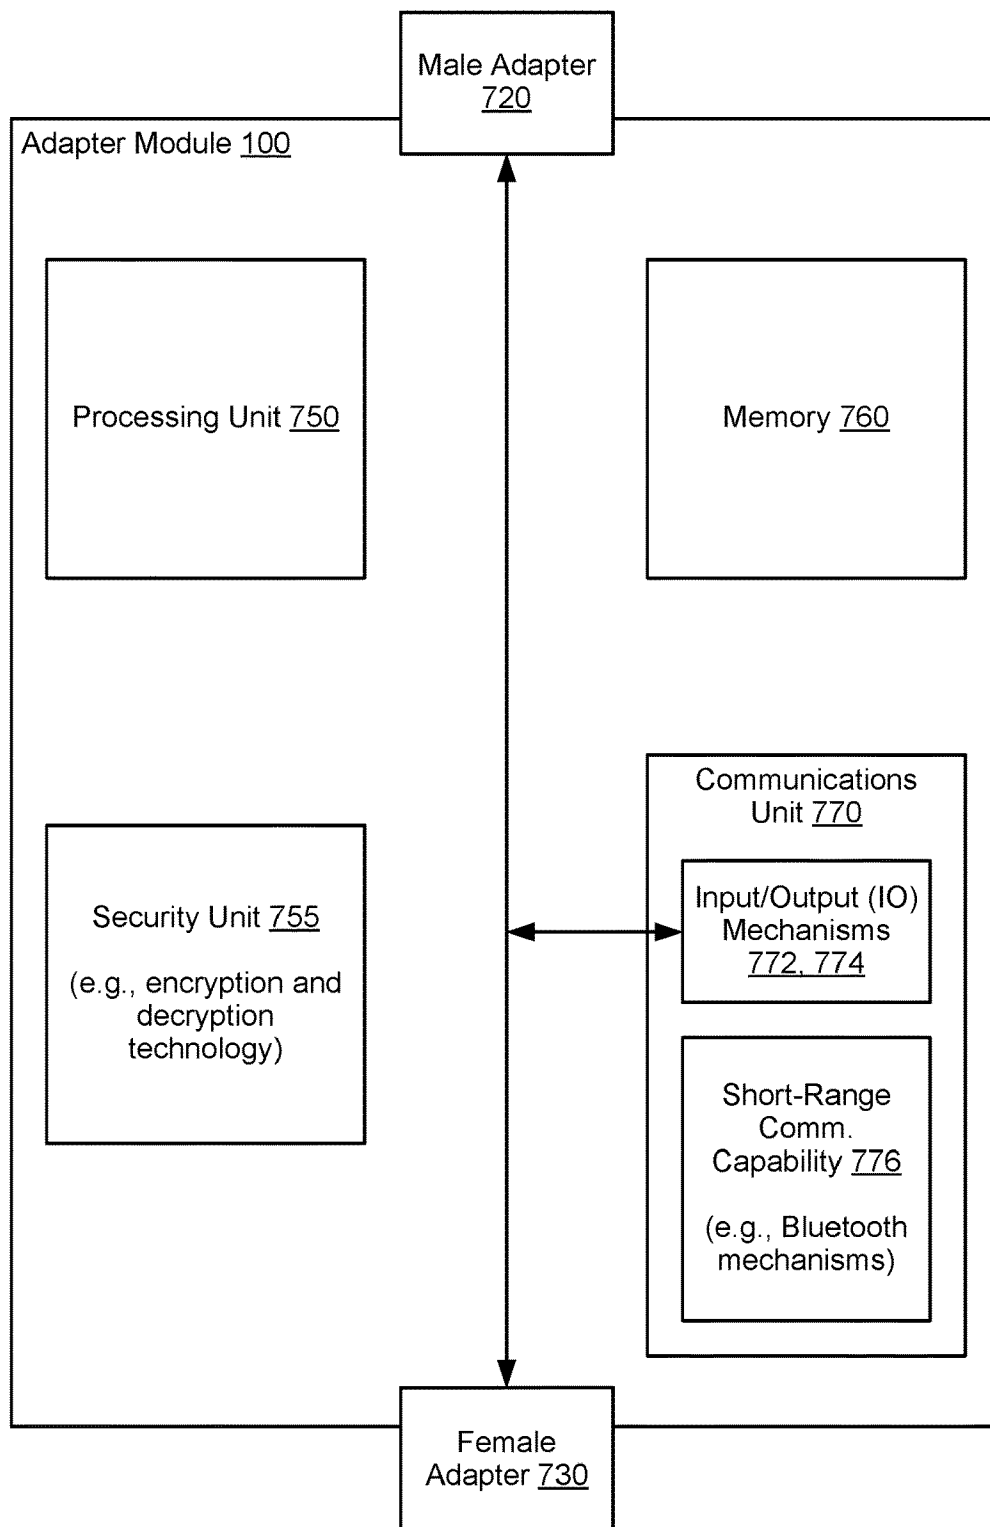 Male Adapter
720
Adapter Module 100
Processing Unit 750
Memory 760
Communications
Unit 770
Input/Output (IO)
Mechanisms
772, 774
Security Unit 755
(e.g., encryption and
decryption
technology)
Short-Range
Comm.
Capability 776
(e.g., Bluetooth
mechanisms)
Female
Adapter 730